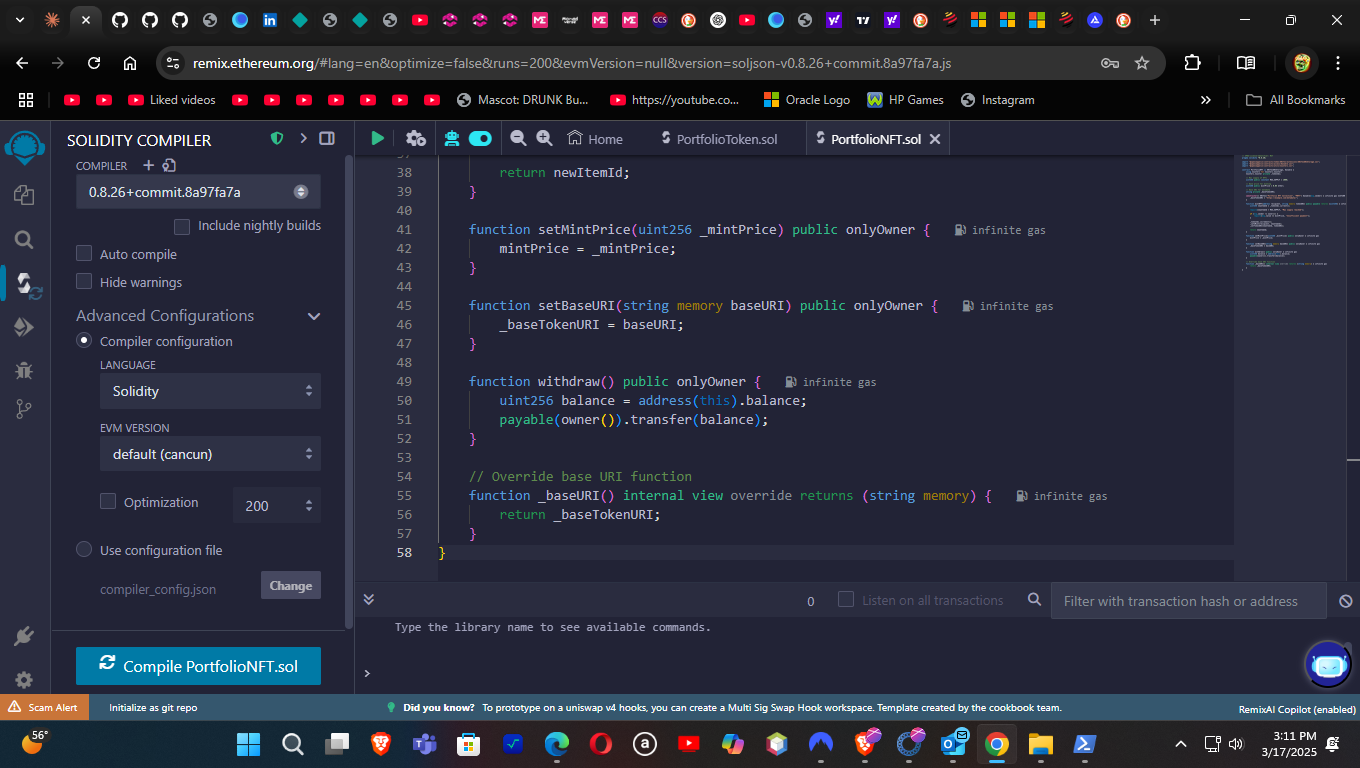 remix.ethereum.org/#lang=en&optimize=false&runs=200&evmVersion=null&version=soljson-v0.8.26+commit.8a97fa7a.js
Liked videos
Mascot: DRUNK Bu...
https://youtube.co...
Oracle Logo
HP Games
Instagram
All Bookmarks
SOLIDITY COMPILER
COMPILER
0.8.26+commit.8a97fa7a
Include nightly builds
Auto compile
Hide warnings
Advanced Configurations
Compiler configuration
LANGUAGE
Solidity
EVM VERSION
default (cancun)
Optimization
200
Use configuration file
compiler_config.json
Change
Compile PortfolioNFT.sol
Home
PortfolioToken.sol
PortfolioNFT.sol
38 return newItemId;
39 }
40
41 function setMintPrice(uint256 _mintPrice) public onlyOwner { infinite gas
42 mintPrice = _mintPrice;
43 }
44
45 function setBaseURI(string memory baseURI) public onlyOwner { infinite gas
46 _baseTokenURI = baseURI;
47 }
48
49 function withdraw() public onlyOwner { infinite gas
50 uint256 balance = address(this).balance;
51 payable(owner()).transfer(balance);
52 }
53
54 // Override base URI function
55 function _baseURI() internal view override returns (string memory) { infinite gas
56 return _baseTokenURI;
57 }
58 }
0
Listen on all transactions
Filter with transaction hash or address
Type the library name to see available commands.
>
Scam Alert
Initialize as git repo
Did you know? To prototype on a uniswap v4 hooks, you can create a Multi Sig Swap Hook workspace. Template created by the cookbook team.
RemixAI Copilot (enabled)
56°
3:11 PM
3/17/2025